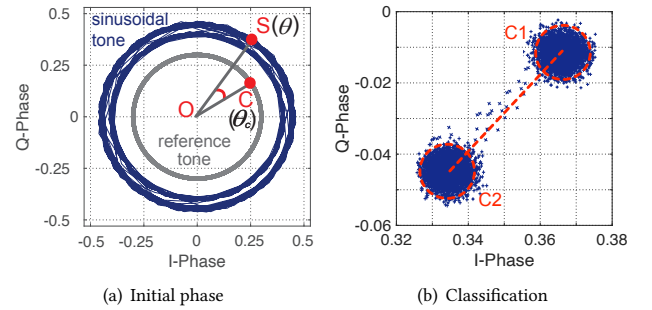 sinusoidal
tone
S(θ)
O
C
(θc)
reference
tone
Q-Phase
0.5
0.25
0
-0.25
-0.5
-0.5
-0.25
0
0.25
0.5
I-Phase
(a) Initial phase
C1
C2
Q-Phase
0
-0.02
-0.04
-0.06
0.32
0.34
0.36
0.38
I-Phase
(b) Classification